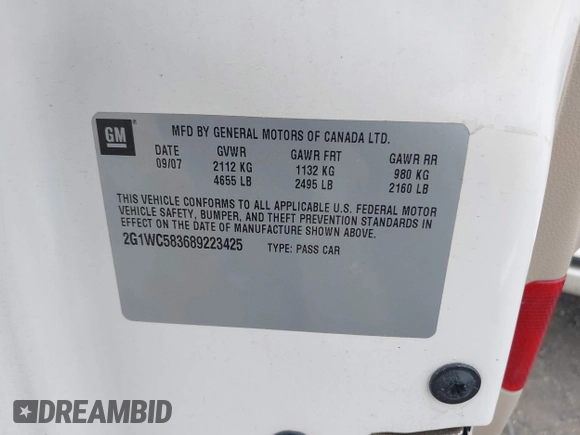 GM
MFD BY GENERAL MOTORS OF CANADA LTD.
DATE GVWR GAWR FRT GAWR RR
09/07 2112 KG 1132 KG 980 KG
4655 LB 2495 LB 2160 LB
THIS VEHICLE CONFORMS TO ALL APPLICABLE U.S. FEDERAL MOTOR
VEHICLE SAFETY, BUMPER, AND THEFT PREVENTION STANDARDS IN
EFFECT ON THE DATE OF MANUFACTURE SHOWN ABOVE.
2G1WC583689223425 TYPE: PASS CAR
DREAMBID